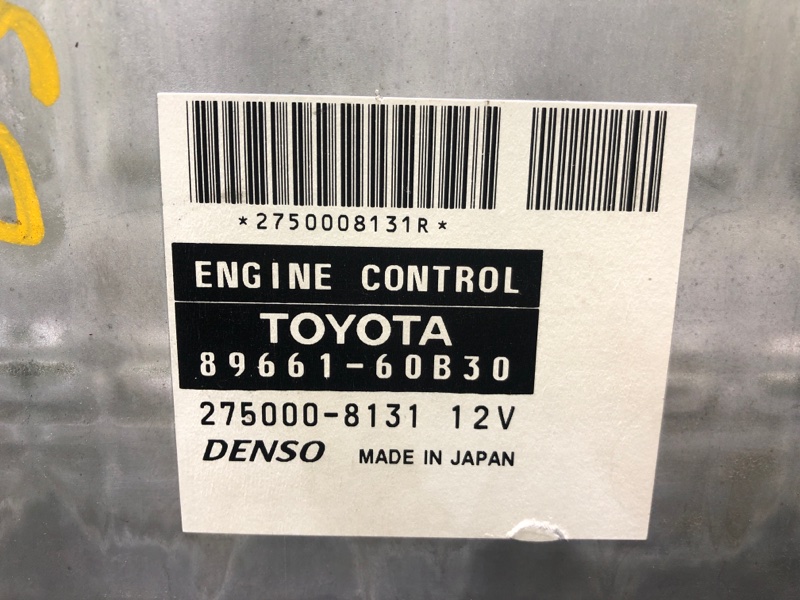 *2750008131R*
ENGINE CONTROL
TOYOTA
89661-60B30
275000-8131 12V
DENSO MADE IN JAPAN